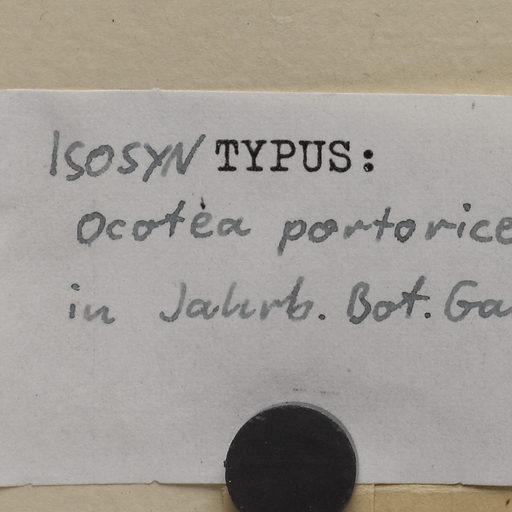 ISOSYN TYPUS:
Ocotea portorice
in Jahrb. Bot. Ga